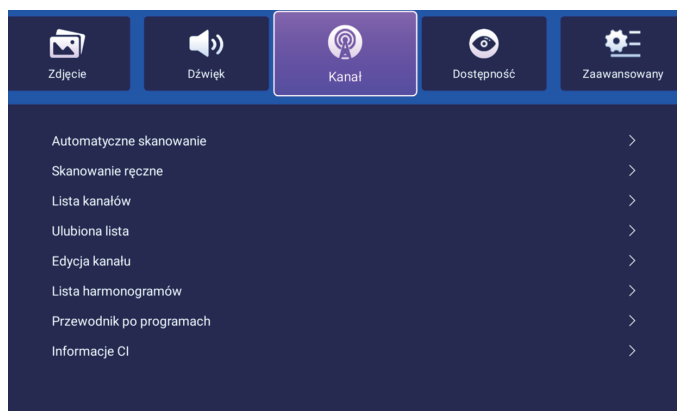 Zdjęcie
Dźwięk
Kanał
Dostępność
Zaawansowany
Automatyczne skanowanie
Skanowanie ręczne
Lista kanałów
Ulubiona lista
Edycja kanału
Lista harmonogramów
Przewodnik po programach
Informacje CI